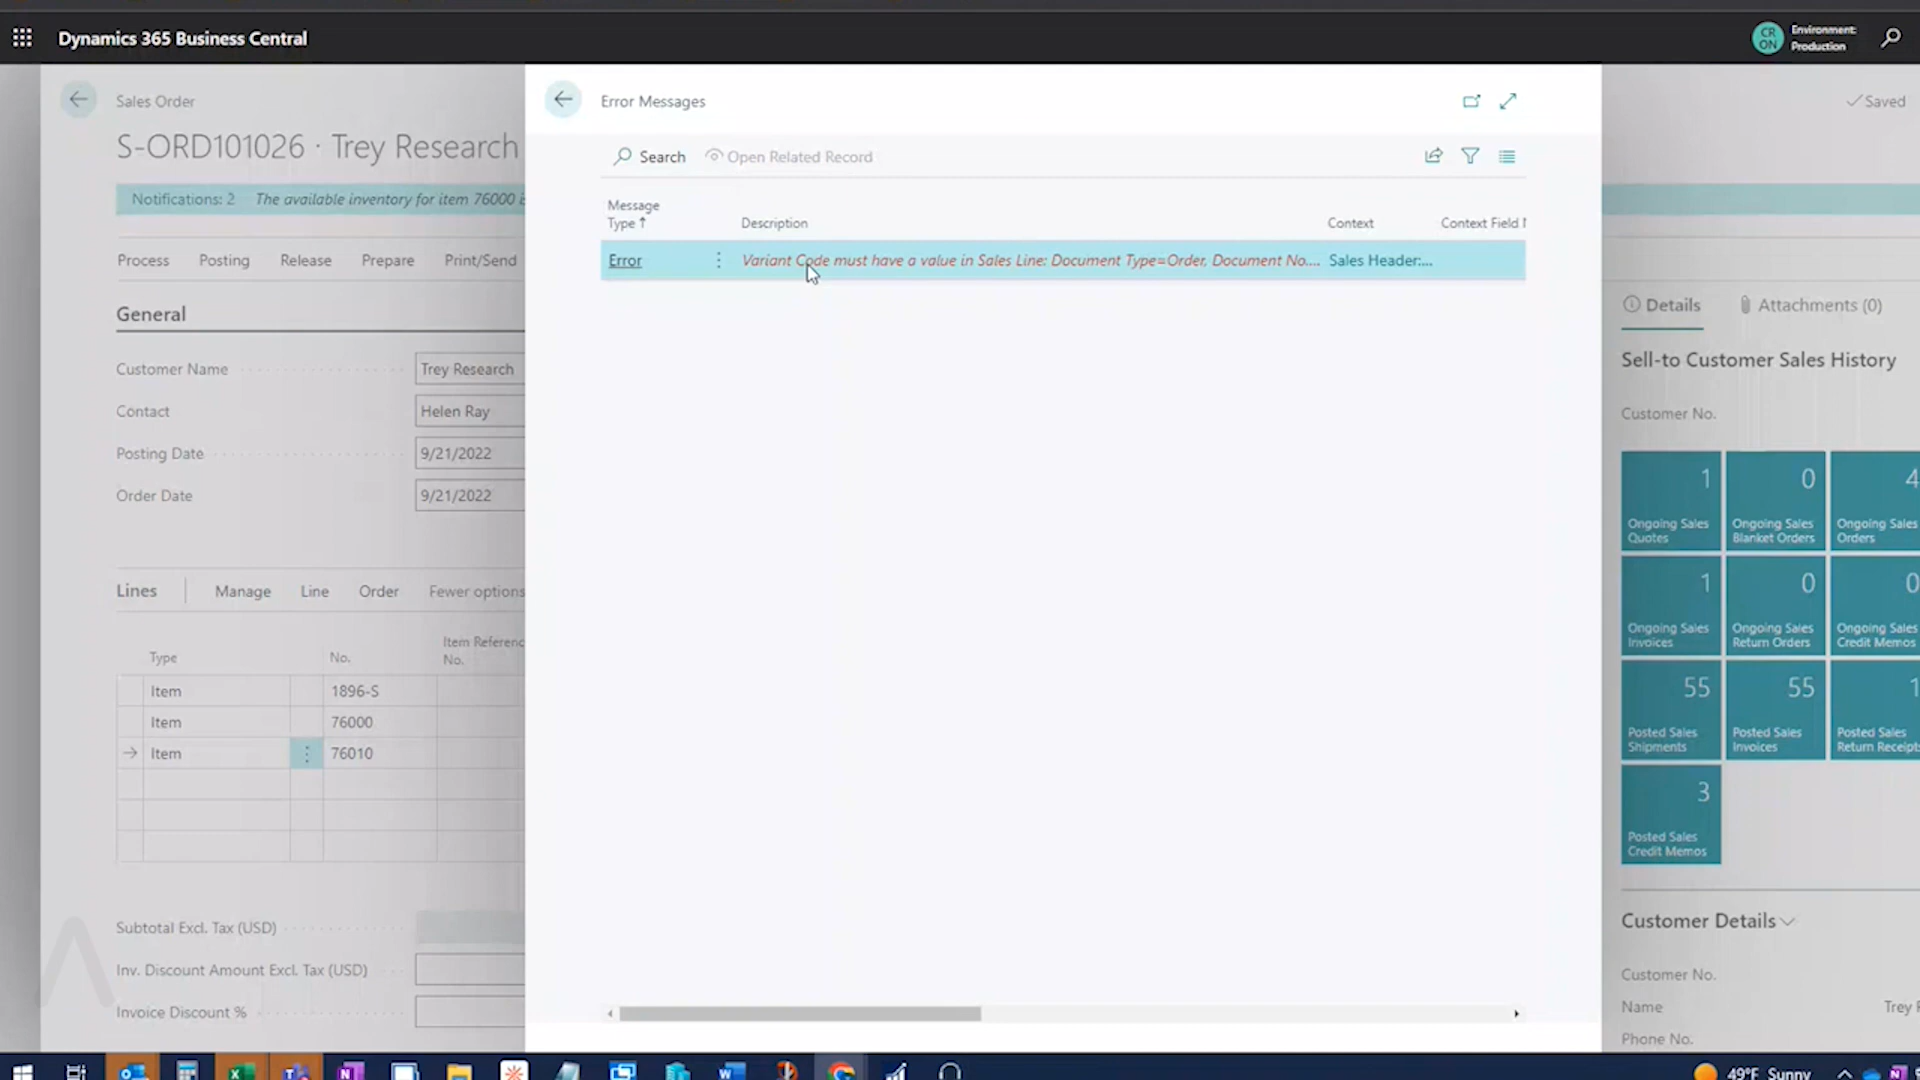 Dynamics 365 Business Central
CR
ON
Environment:
Production
Sales Order
S-ORD101026 · Trey Research
Notifications: 2 The available inventory for item 76000 is
Process Posting Release Prepare Print/Send
General
Customer Name Trey Research
Contact Helen Ray
Posting Date 9/21/2022
Order Date 9/21/2022
Lines Manage Line Order Fewer options
Type No. Item Referenc
No.
Item 1896-S
Item 76000
Item 76010
Subtotal Excl. Tax (USD)
Inv. Discount Amount Excl. Tax (USD)
Invoice Discount %
Error Messages
Search Open Related Record
Message
Type ↑ Description Context Context Field
Error Variant Code must have a value in Sales Line: Document Type=Order, Document No.... Sales Header:...
Saved
Details Attachments (0)
Sell-to Customer Sales History
Customer No.
1 0 4
Ongoing Sales Quotes Ongoing Sales Blanket Orders Ongoing Sales Orders
1 0 0
Ongoing Sales Invoices Ongoing Sales Return Orders Ongoing Sales Credit Memos
55 55 1
Posted Sales Shipments Posted Sales Invoices Posted Sales Return Receipts
3
Posted Sales Credit Memos
Customer Details
Customer No.
Name Trey
Phone No.
49°F Sunny